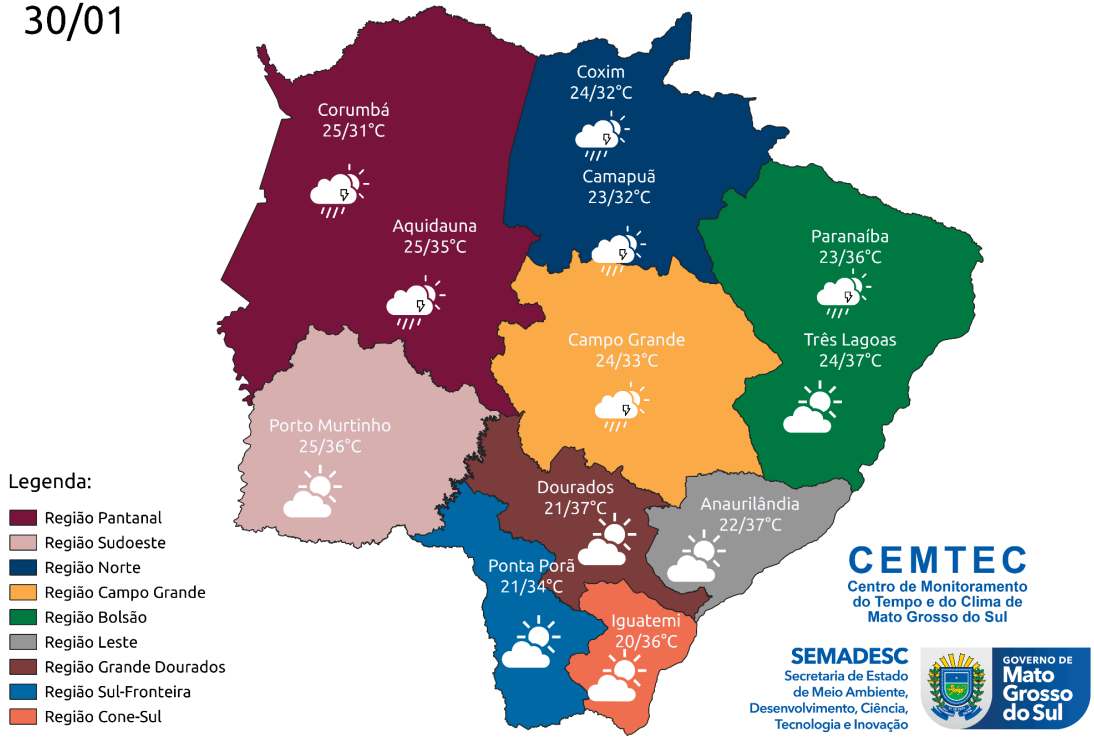 30/01
Coxim
24/32°C
Corumbá
25/31°C
Camapuã
23/32°C
Aquidauna
25/35°C
Paranaíba
23/36°C
Campo Grande
24/33°C
Três Lagoas
24/37°C
Porto Murtinho
25/36°C
Dourados
21/37°C
Anaurilândia
22/37°C
Ponta Porã
21/34°C
Iguatemi
20/36°C
Legenda:
Região Pantanal
Região Sudoeste
Região Norte
Região Campo Grande
Região Bolsão
Região Leste
Região Grande Dourados
Região Sul-Fronteira
Região Cone-Sul
CEMTEC
Centro de Monitoramento
do Tempo e do Clima de
Mato Grosso do Sul
SEMADESC
Secretaria de Estado
de Meio Ambiente,
Desenvolvimento, Ciência,
Tecnologia e Inovação
GOVERNO DE
Mato
Grosso
do Sul